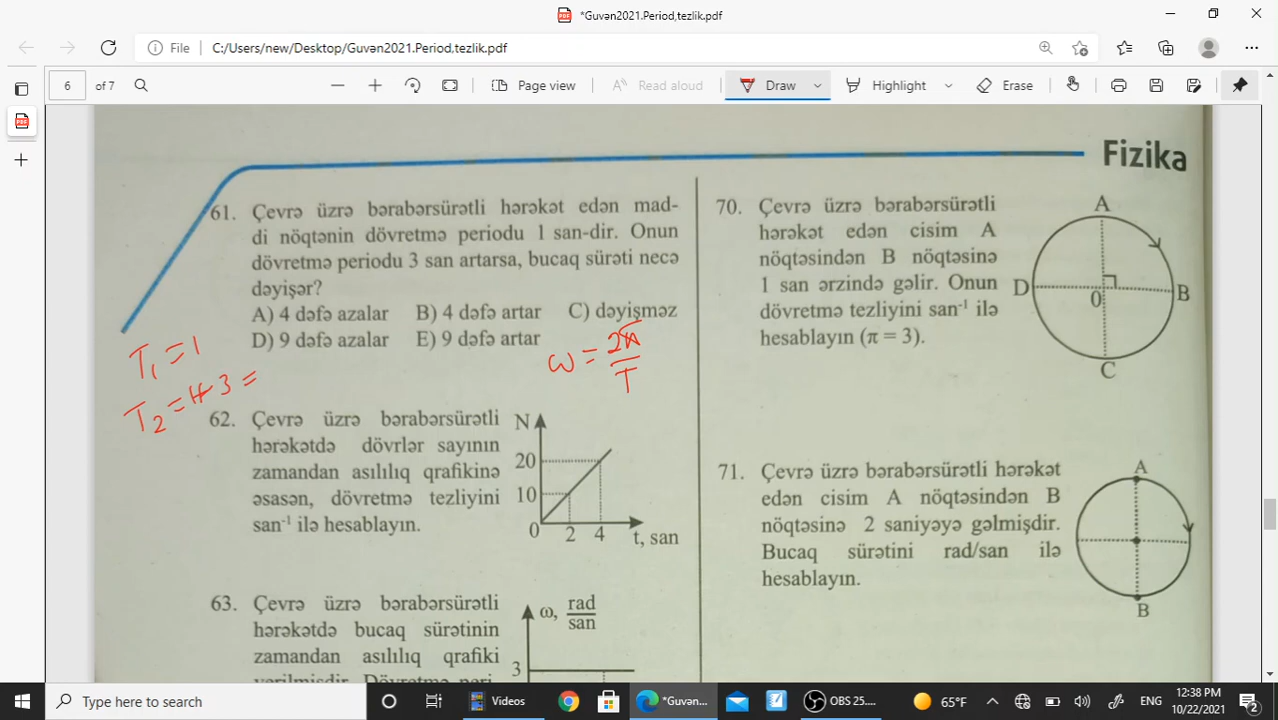 *Guvən2021.Period,tezlik.pdf
File C:/Users/new/Desktop/Guvən2021.Period,tezlik.pdf
6 of 7 Page view Read aloud Draw Highlight Erase
Fizika
61. Çevrə üzrə bərabərsürətli hərəkət edən mad-
di nöqtənin dövretmə periodu 1 san-dir. Onun
dövretmə periodu 3 san artarsa, bucaq sürəti necə
dəyişər?
A) 4 dəfə azalar B) 4 dəfə artar C) dəyişməz
D) 9 dəfə azalar E) 9 dəfə artar
T₁ = 1
T₂ = 1+3 =
ω = 2π/T
62. Çevrə üzrə bərabərsürətli
hərəkətdə dövrlər sayının
zamandan asılılıq qrafikinə
əsasən, dövretmə tezliyini
san⁻¹ ilə hesablayın.
N
20
10
0 2 4 t, san
63. Çevrə üzrə bərabərsürətli
hərəkətdə bucaq sürətinin
zamandan asılılıq qrafiki
verilmişdir. Dövretmə peri-
ω, rad/san
3
70. Çevrə üzrə bərabərsürətli
hərəkət edən cisim A
nöqtəsindən B nöqtəsinə
1 san ərzində gəlir. Onun
dövretmə tezliyini san⁻¹ ilə
hesablayın (π = 3).
A
D 0 B
C
71. Çevrə üzrə bərabərsürətli hərəkət
edən cisim A nöqtəsindən B
nöqtəsinə 2 saniyəyə gəlmişdir.
Bucaq sürətini rad/san ilə
hesablayın.
A
B
Type here to search
Videos
*Guvən...
OBS 25....
65°F
ENG
12:38 PM
10/22/2021
2